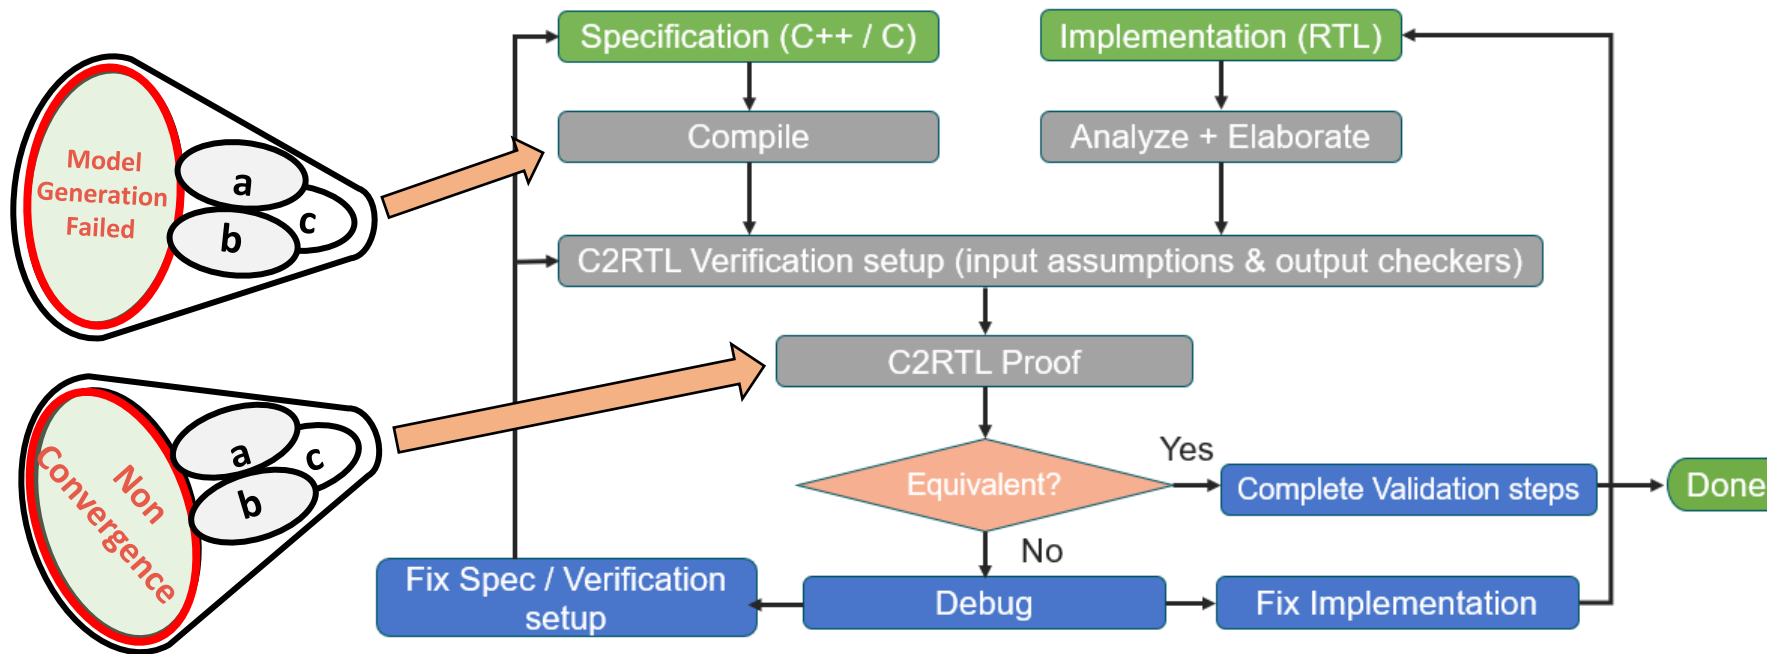 Specification (C++ / C)
Implementation (RTL)
Compile
Analyze + Elaborate
Model
Generation
Failed
a
b
c
C2RTL Verification setup (input assumptions & output checkers)
C2RTL Proof
Non
Convergence
a
b
c
Equivalent?
Yes
Complete Validation steps
Done
No
Fix Spec / Verification
setup
Debug
Fix Implementation